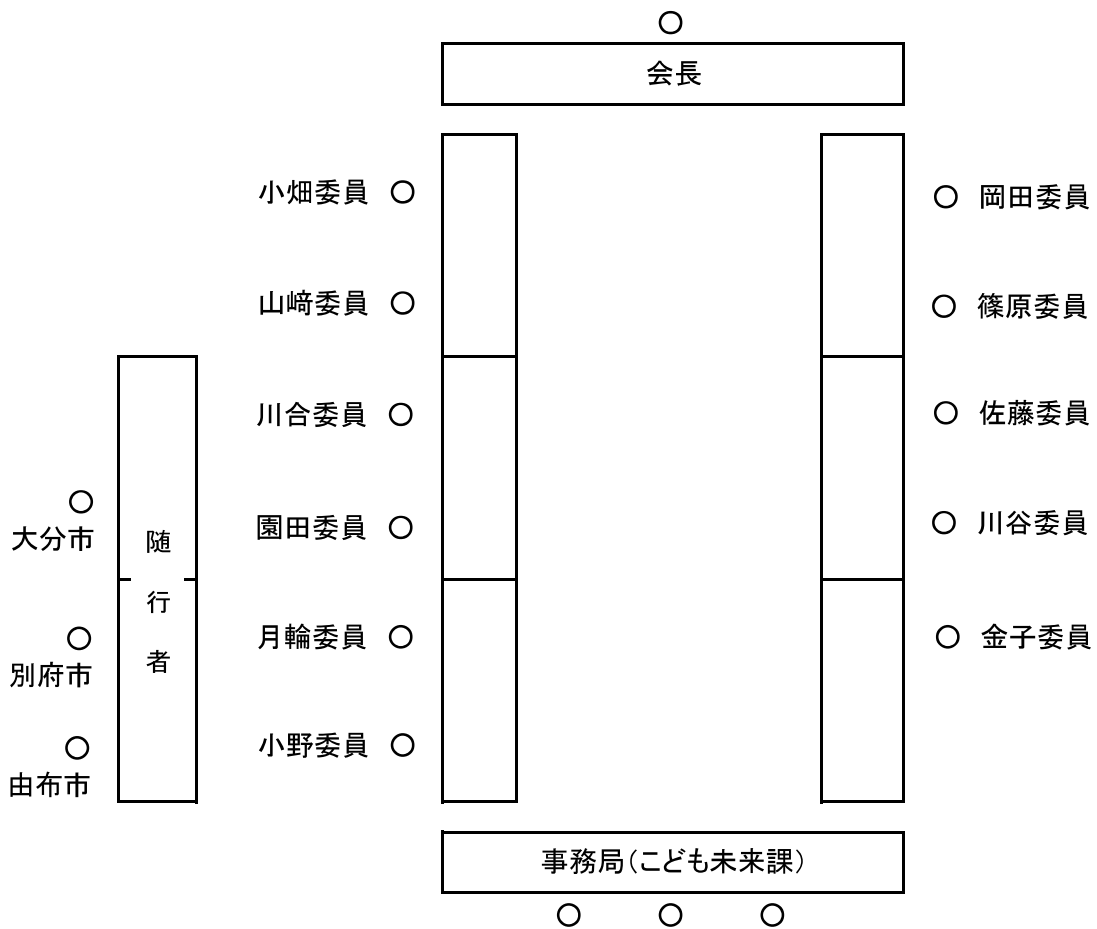 会長
小畑委員
岡田委員
山﨑委員
篠原委員
川合委員
佐藤委員
園田委員
川谷委員
月輪委員
金子委員
小野委員
大分市
別府市
由布市
随行者
事務局（こども未来課）